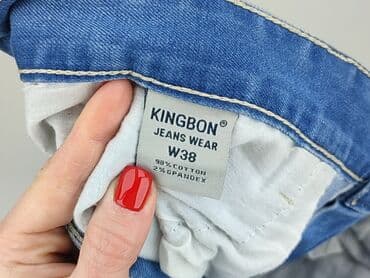 KINGBON®
JEANS WEAR
W38
98% COTTON
2% SPANDEX